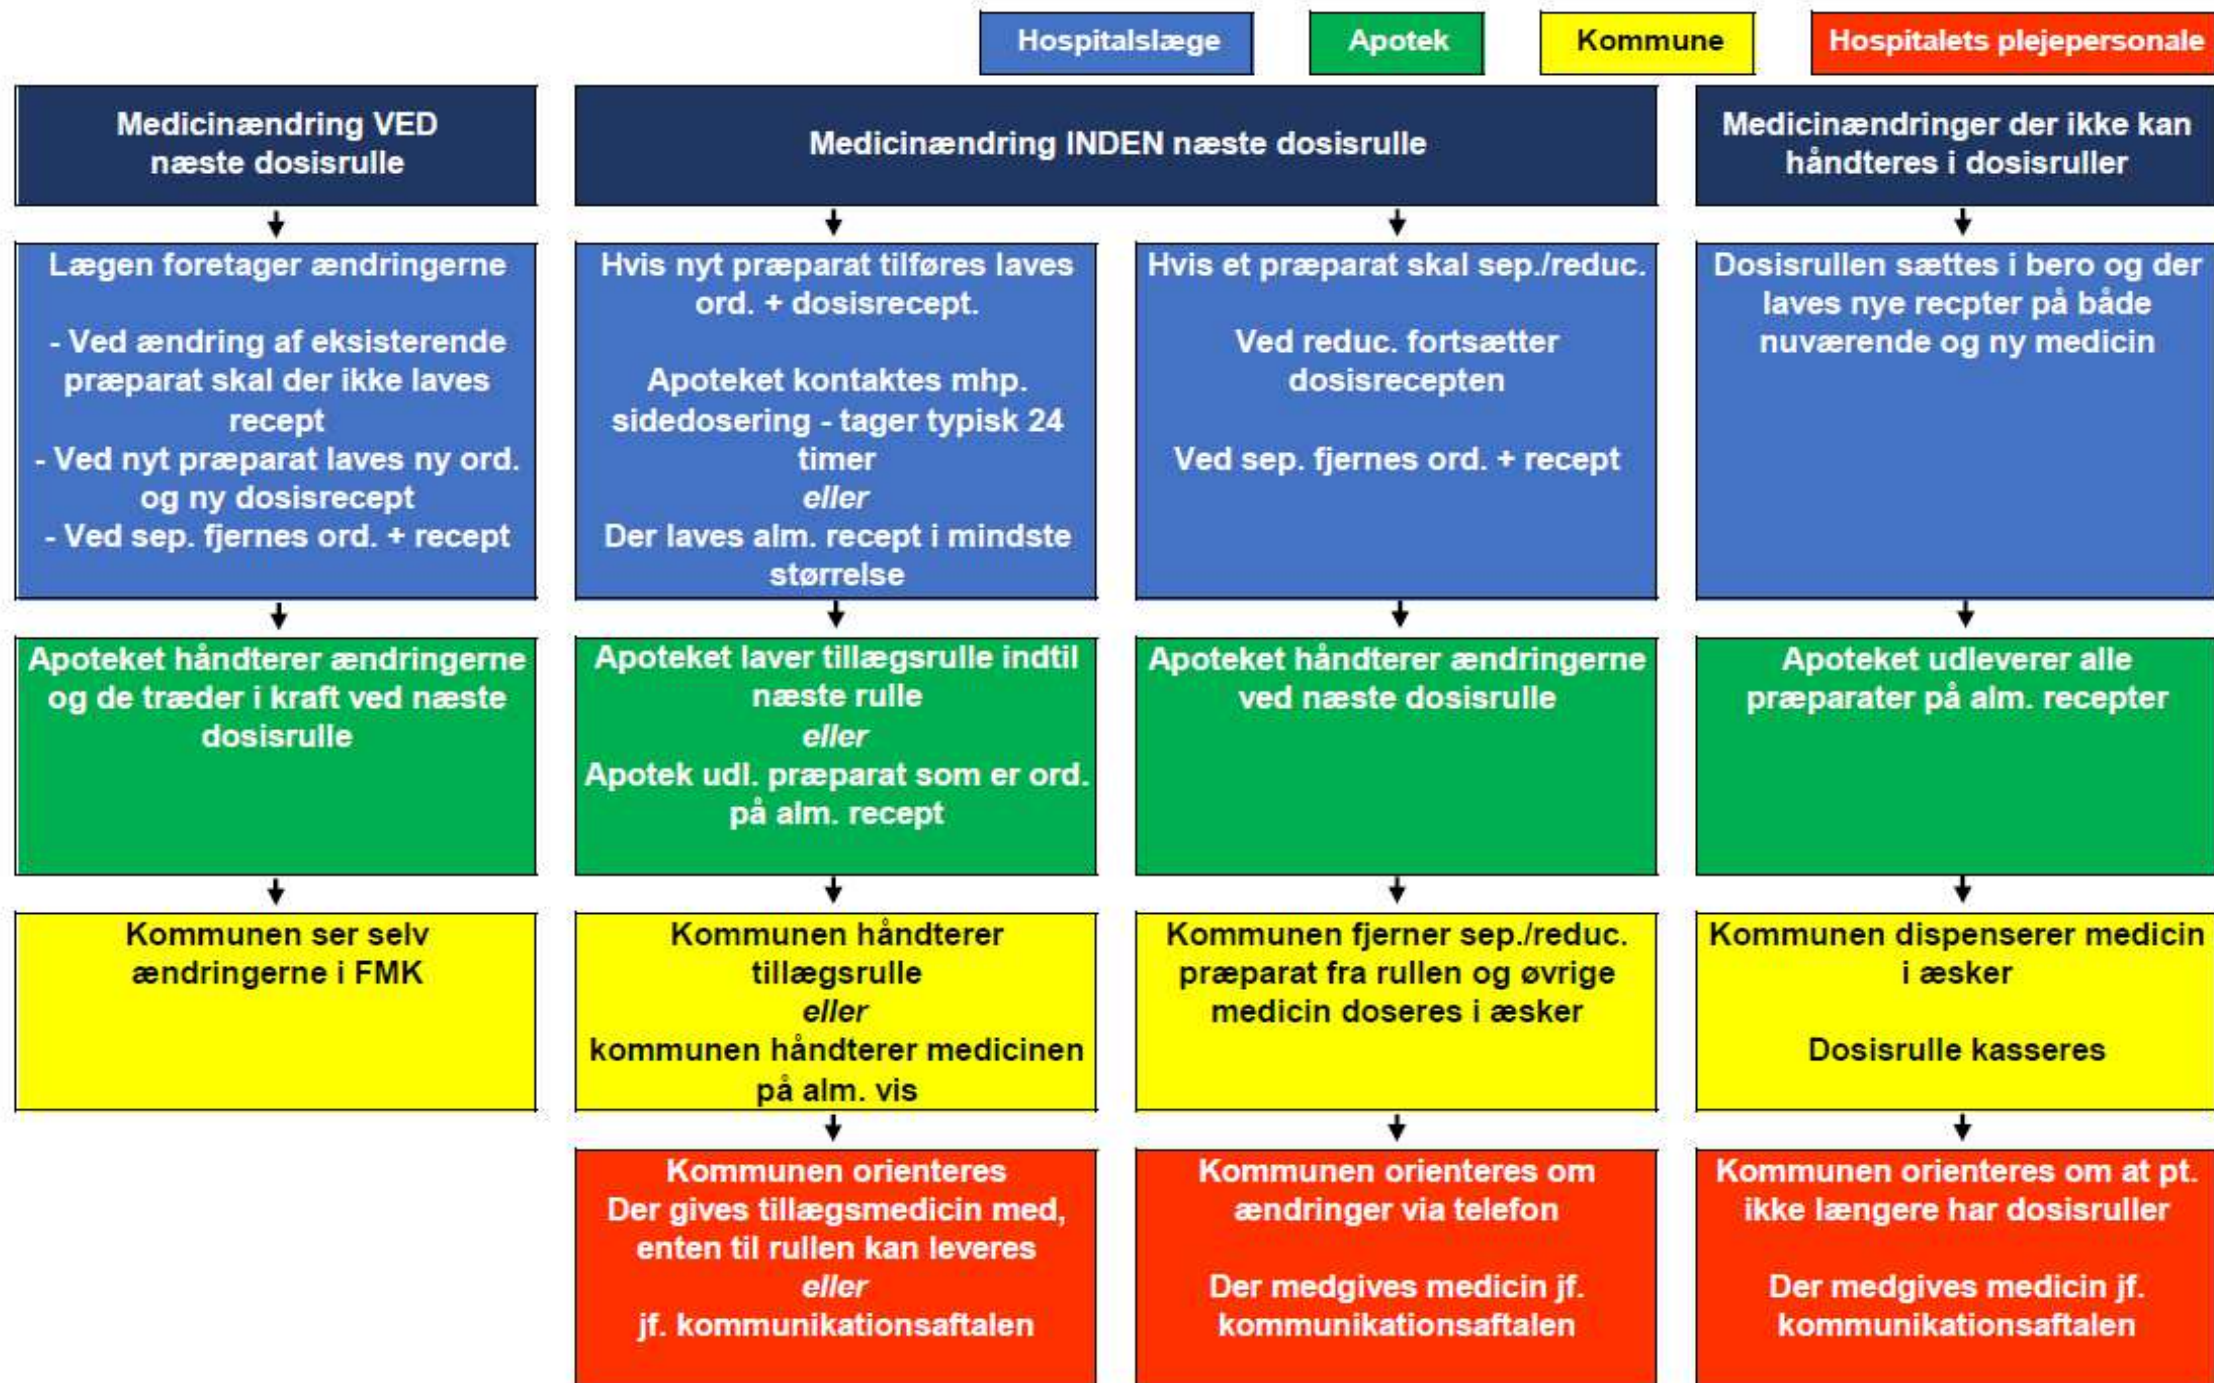 Hospitalslæge
Apotek
Kommune
Hospitalets plejepersonale
Medicinændring VED
næste dosisrulle
Medicinændring INDEN næste dosisrulle
Medicinændringer der ikke kan
håndteres i dosisruller
Lægen foretager ændringerne
- Ved ændring af eksisterende
præparat skal der ikke laves
recept
- Ved nyt præparat laves ny ord.
og ny dosisrecept
- Ved sep. fjernes ord. + recept
Hvis nyt præparat tilføres laves
ord. + dosisrecept.
Apoteket kontaktes mhp.
sidedosering - tager typisk 24
timer
eller
Der laves alm. recept i mindste
størrelse
Hvis et præparat skal sep./reduc.
Ved reduc. fortsætter
dosisrecepten
Ved sep. fjernes ord. + recept
Dosisrullen sættes i bero og der
laves nye recpter på både
nuværende og ny medicin
Apoteket håndterer ændringerne
og de træder i kraft ved næste
dosisrulle
Apoteket laver tillægsrulle indtil
næste rulle
eller
Apotek udl. præparat som er ord.
på alm. recept
Apoteket håndterer ændringerne
ved næste dosisrulle
Apoteket udleverer alle
præparater på alm. recepter
Kommunen ser selv
ændringerne i FMK
Kommunen håndterer
tillægsrulle
eller
kommunen håndterer medicinen
på alm. vis
Kommunen fjerner sep./reduc.
præparat fra rullen og øvrige
medicin doseres i æsker
Kommunen dispenserer medicin
i æsker
Dosisrulle kasseres
Kommunen orienteres
Der gives tillægsmedicin med,
enten til rullen kan leveres
eller
jf. kommunikationsaftalen
Kommunen orienteres om
ændringer via telefon
Der medgives medicin jf.
kommunikationsaftalen
Kommunen orienteres om at pt.
ikke længere har dosisruller
Der medgives medicin jf.
kommunikationsaftalen